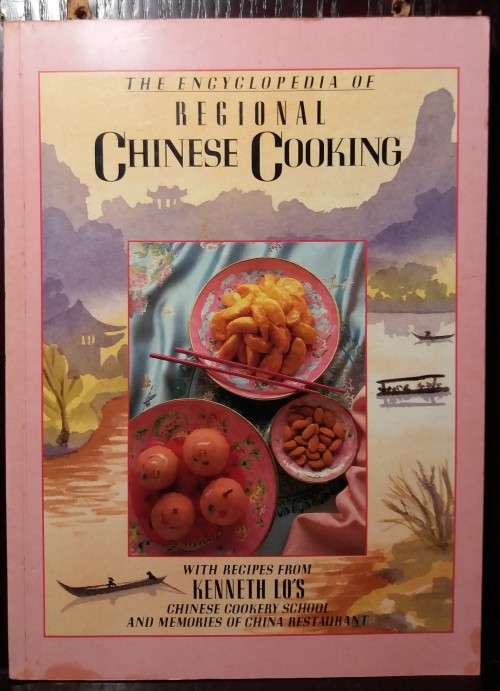 THE ENCYCLOPEDIA OF
REGIONAL
CHINESE COOKING
WITH RECIPES FROM
KENNETH LO'S
CHINESE COOKERY SCHOOL
AND MEMORIES OF CHINA RESTAURANT